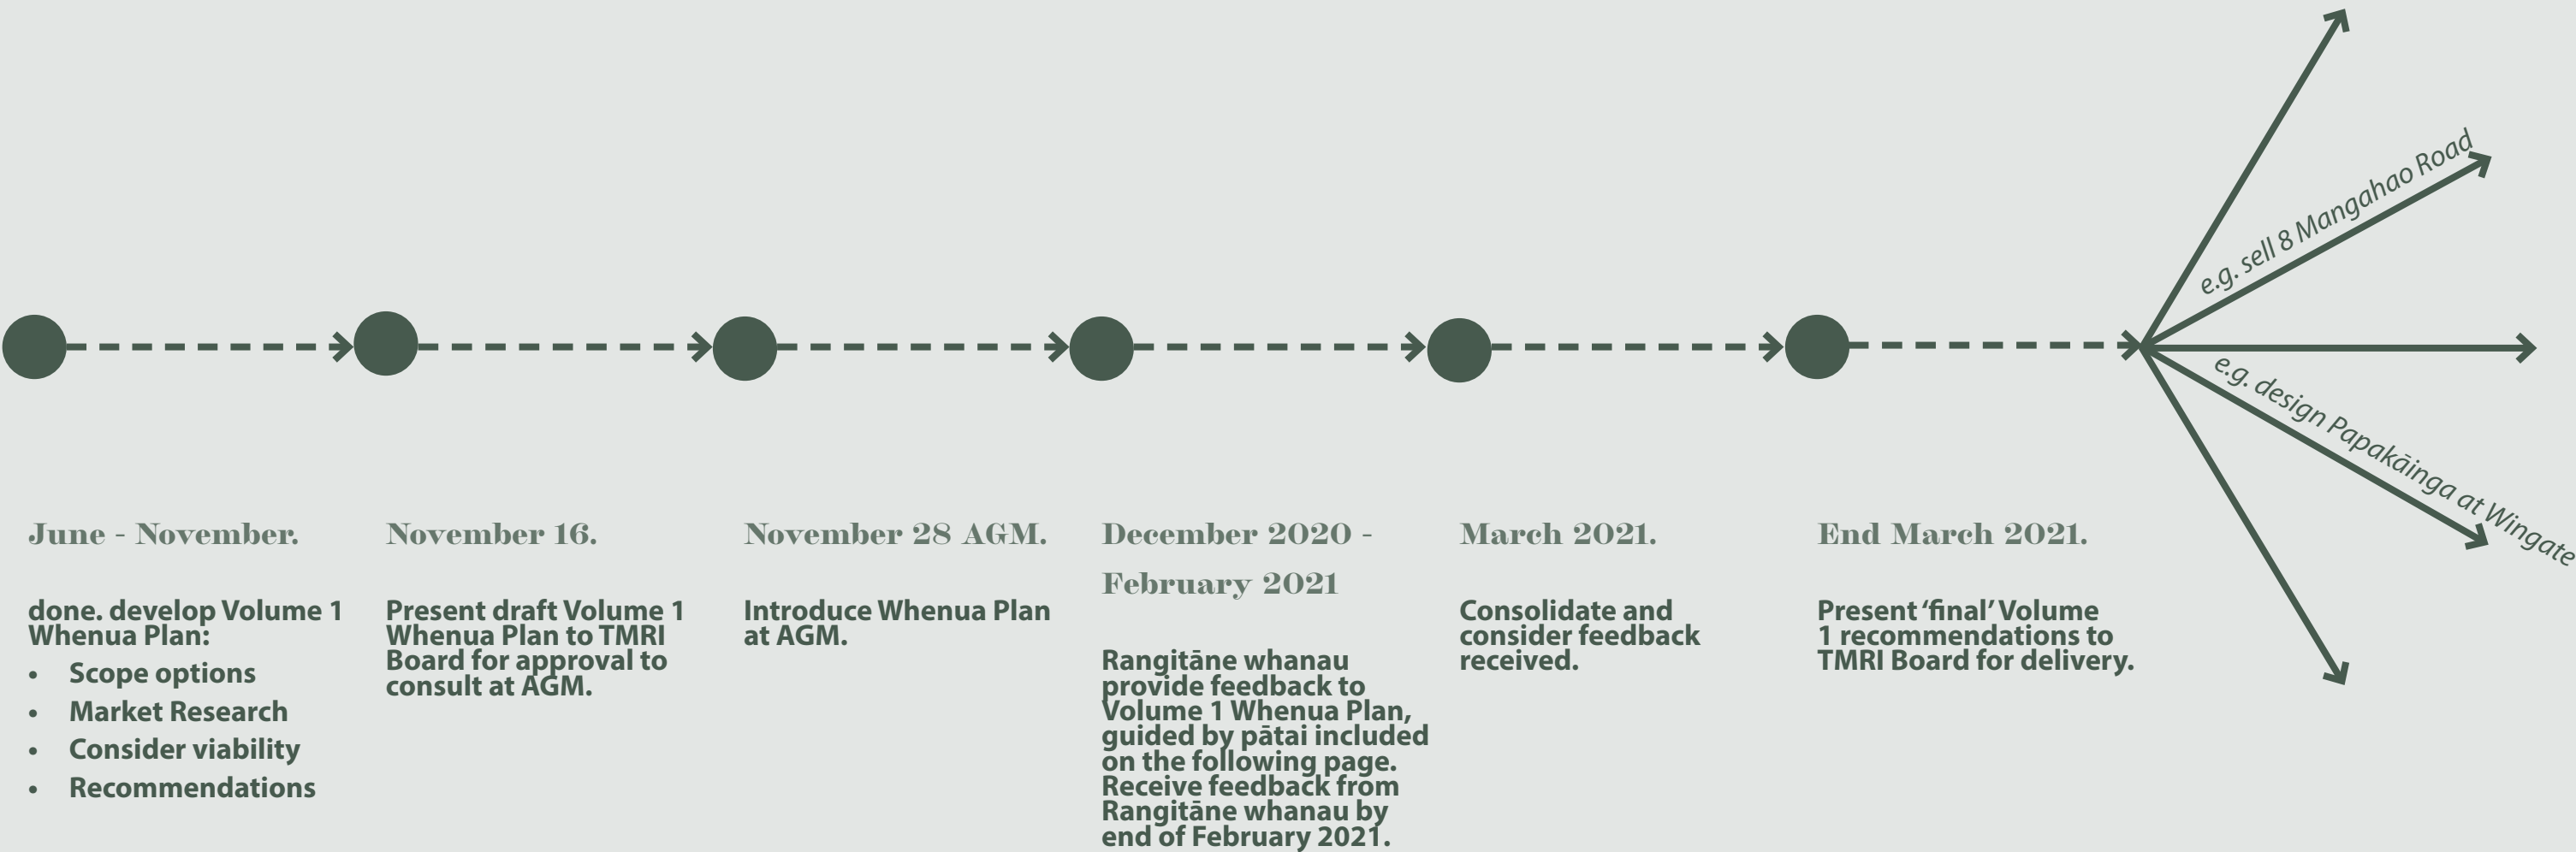 e.g. sell 8 Mangahao Road
e.g. design Papakāinga at Wingate
June - November.
done. develop Volume 1
Whenua Plan:
• Scope options
• Market Research
• Consider viability
• Recommendations
November 16.
Present draft Volume 1
Whenua Plan to TMRI
Board for approval to
consult at AGM.
November 28 AGM.
Introduce Whenua Plan
at AGM.
December 2020 -
February 2021
Rangitāne whanau
provide feedback to
Volume 1 Whenua Plan,
guided by pātai included
on the following page.
Receive feedback from
Rangitāne whanau by
end of February 2021.
March 2021.
Consolidate and
consider feedback
received.
End March 2021.
Present ‘final’ Volume
1 recommendations to
TMRI Board for delivery.